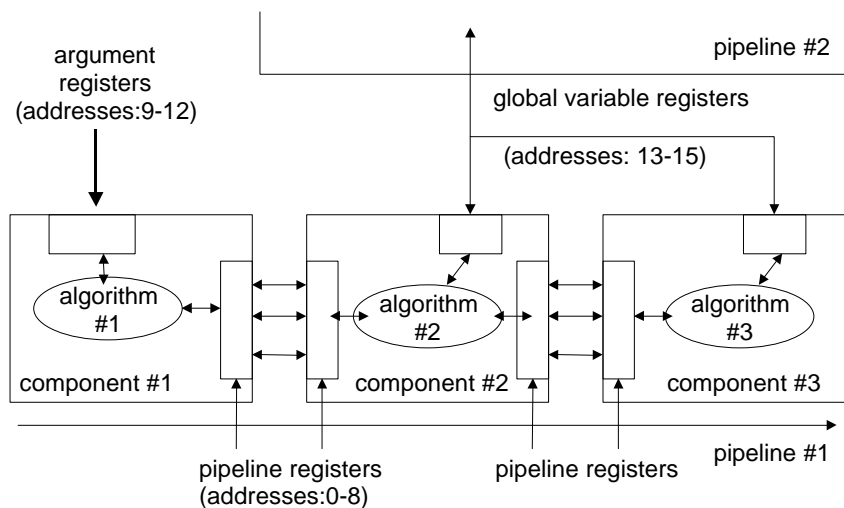 pipeline #2
argument
registers
(addresses:9-12)
global variable registers
(addresses: 13-15)
algorithm
#1
algorithm
#2
algorithm
#3
component #1
component #2
component #3
pipeline #1
pipeline registers
(addresses:0-8)
pipeline registers